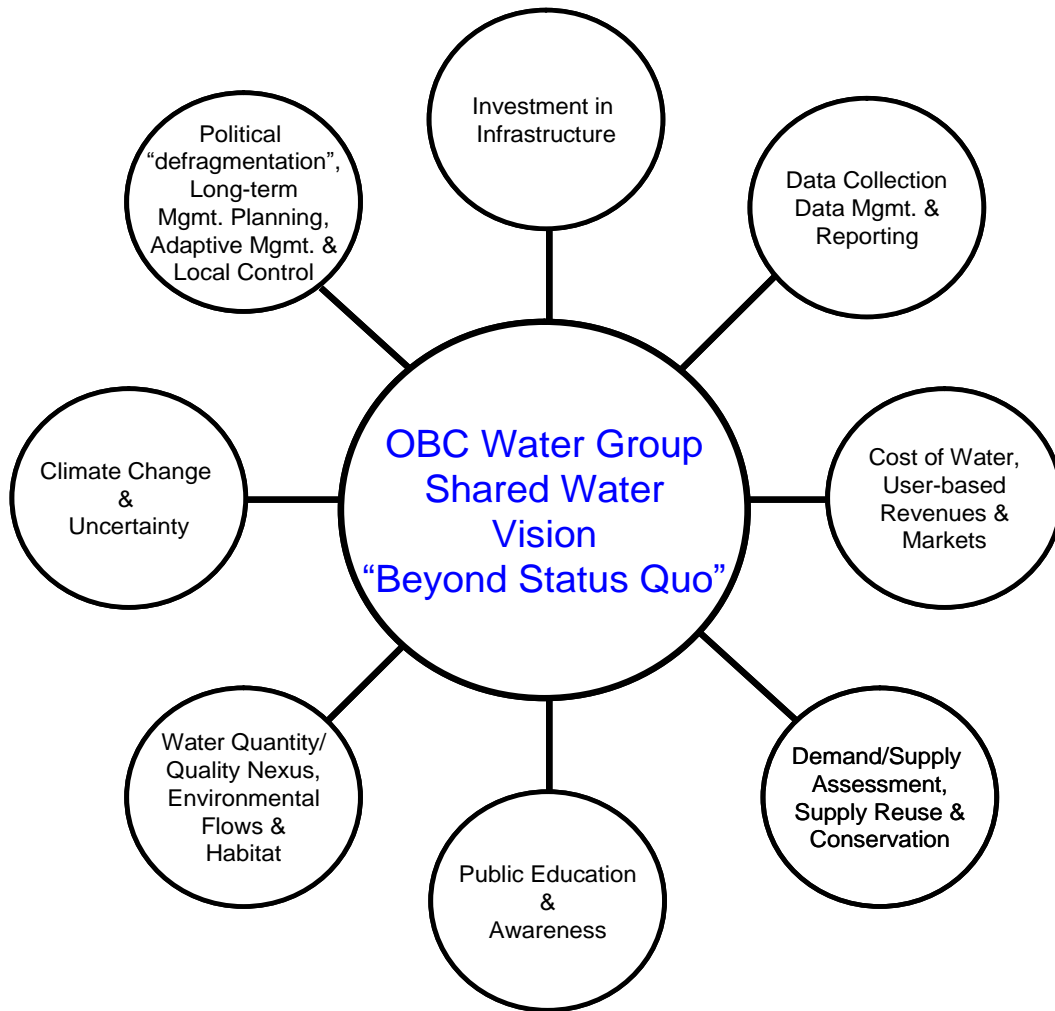 Investment in
Infrastructure
Political
“defragmentation”,
Long-term
Mgmt. Planning,
Adaptive Mgmt. &
Local Control
Data Collection
Data Mgmt. &
Reporting
OBC Water Group
Shared Water
Vision
“Beyond Status Quo”
Climate Change
&
Uncertainty
Cost of Water,
User-based
Revenues &
Markets
Water Quantity/
Quality Nexus,
Environmental
Flows &
Habitat
Demand/Supply
Assessment,
Supply Reuse &
Conservation
Public Education
&
Awareness